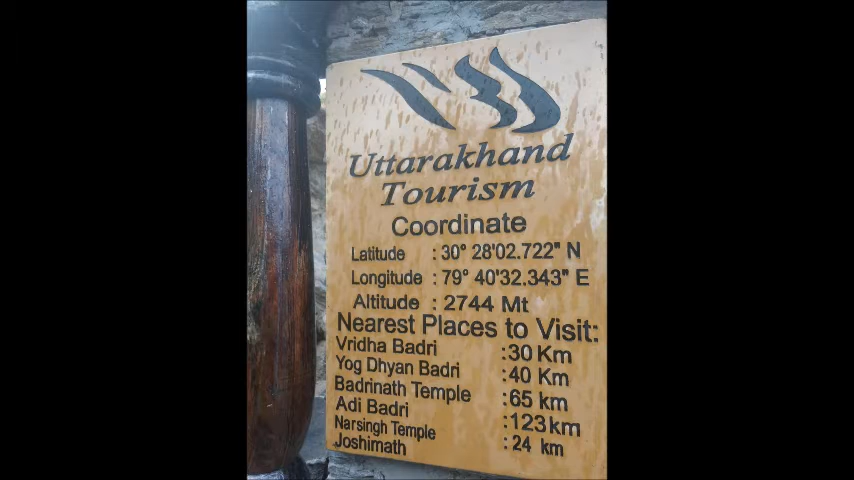 Uttarakhand
Tourism
Coordinate
Latitude : 30° 28'02.722" N
Longitude : 79° 40'32.343" E
Altitude : 2744 Mt
Nearest Places to Visit:
Vridha Badri :30 Km
Yog Dhyan Badri :40 Km
Badrinath Temple :65 km
Adi Badri :123km
Narsingh Temple :24 km
Joshimath